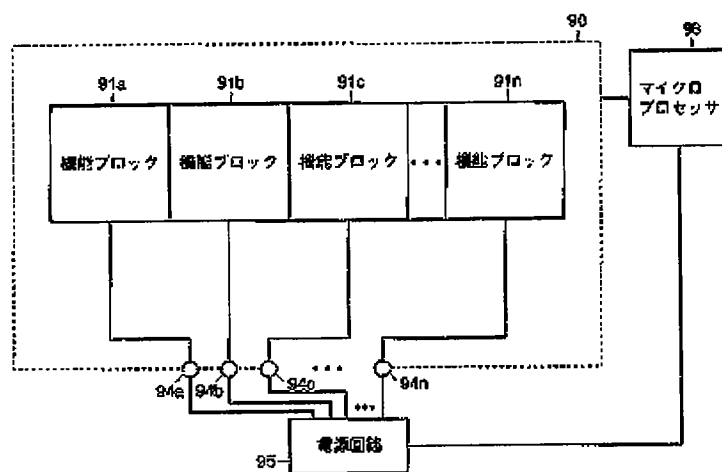 90
93
91a
91b
91c
91n
マイクロ
プロセッサ
機能ブロック
機能ブロック
機能ブロック
•••
機能ブロック
94a
94b
94c
•••
94n
•••
電源回路
95